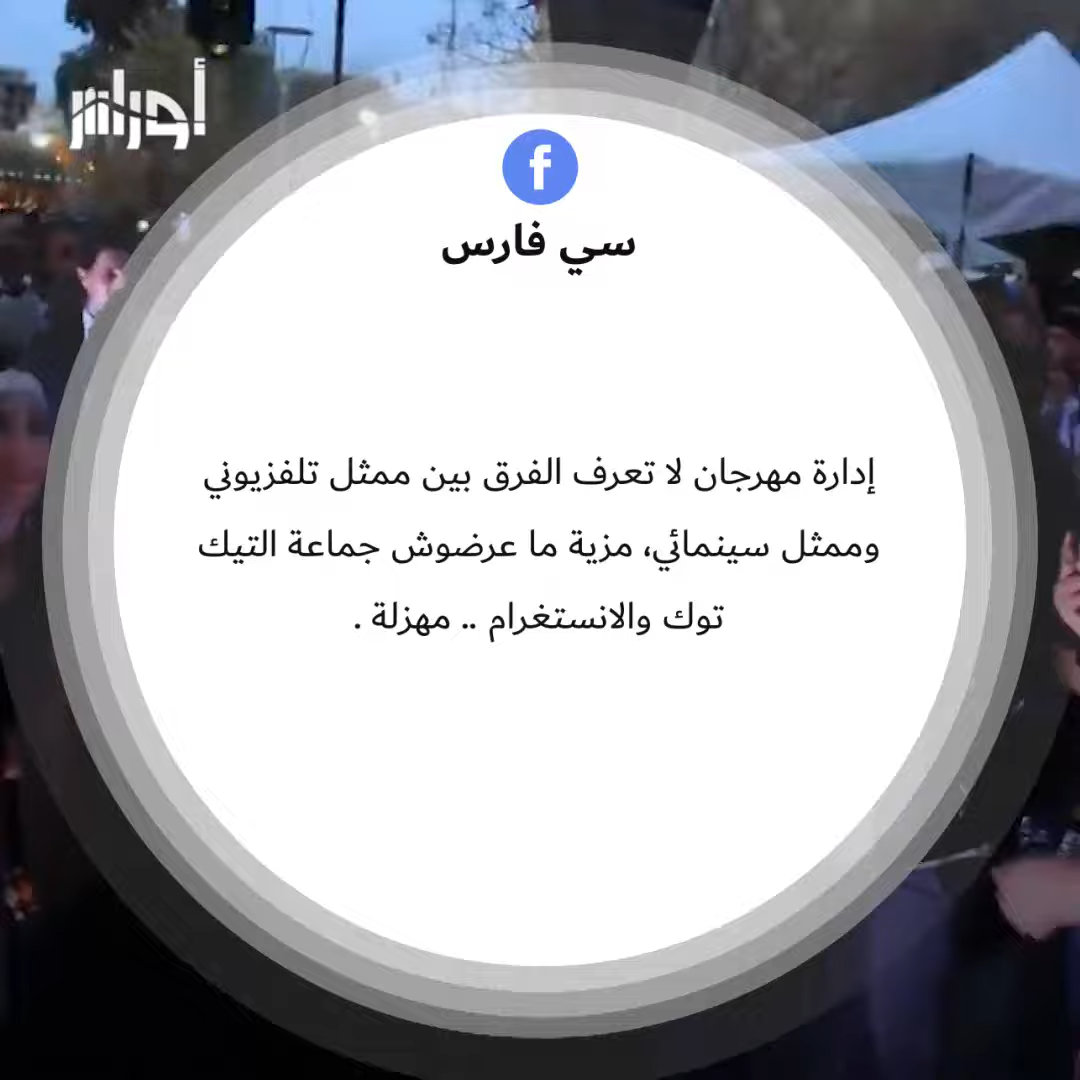 أوراس
f
سي فارس
إدارة مهرجان لا تعرف الفرق بين ممثل تلفزيوني
وممثل سينمائي، مزية ما عرضوش جماعة التيك
توك والانستغرام .. مهزلة .